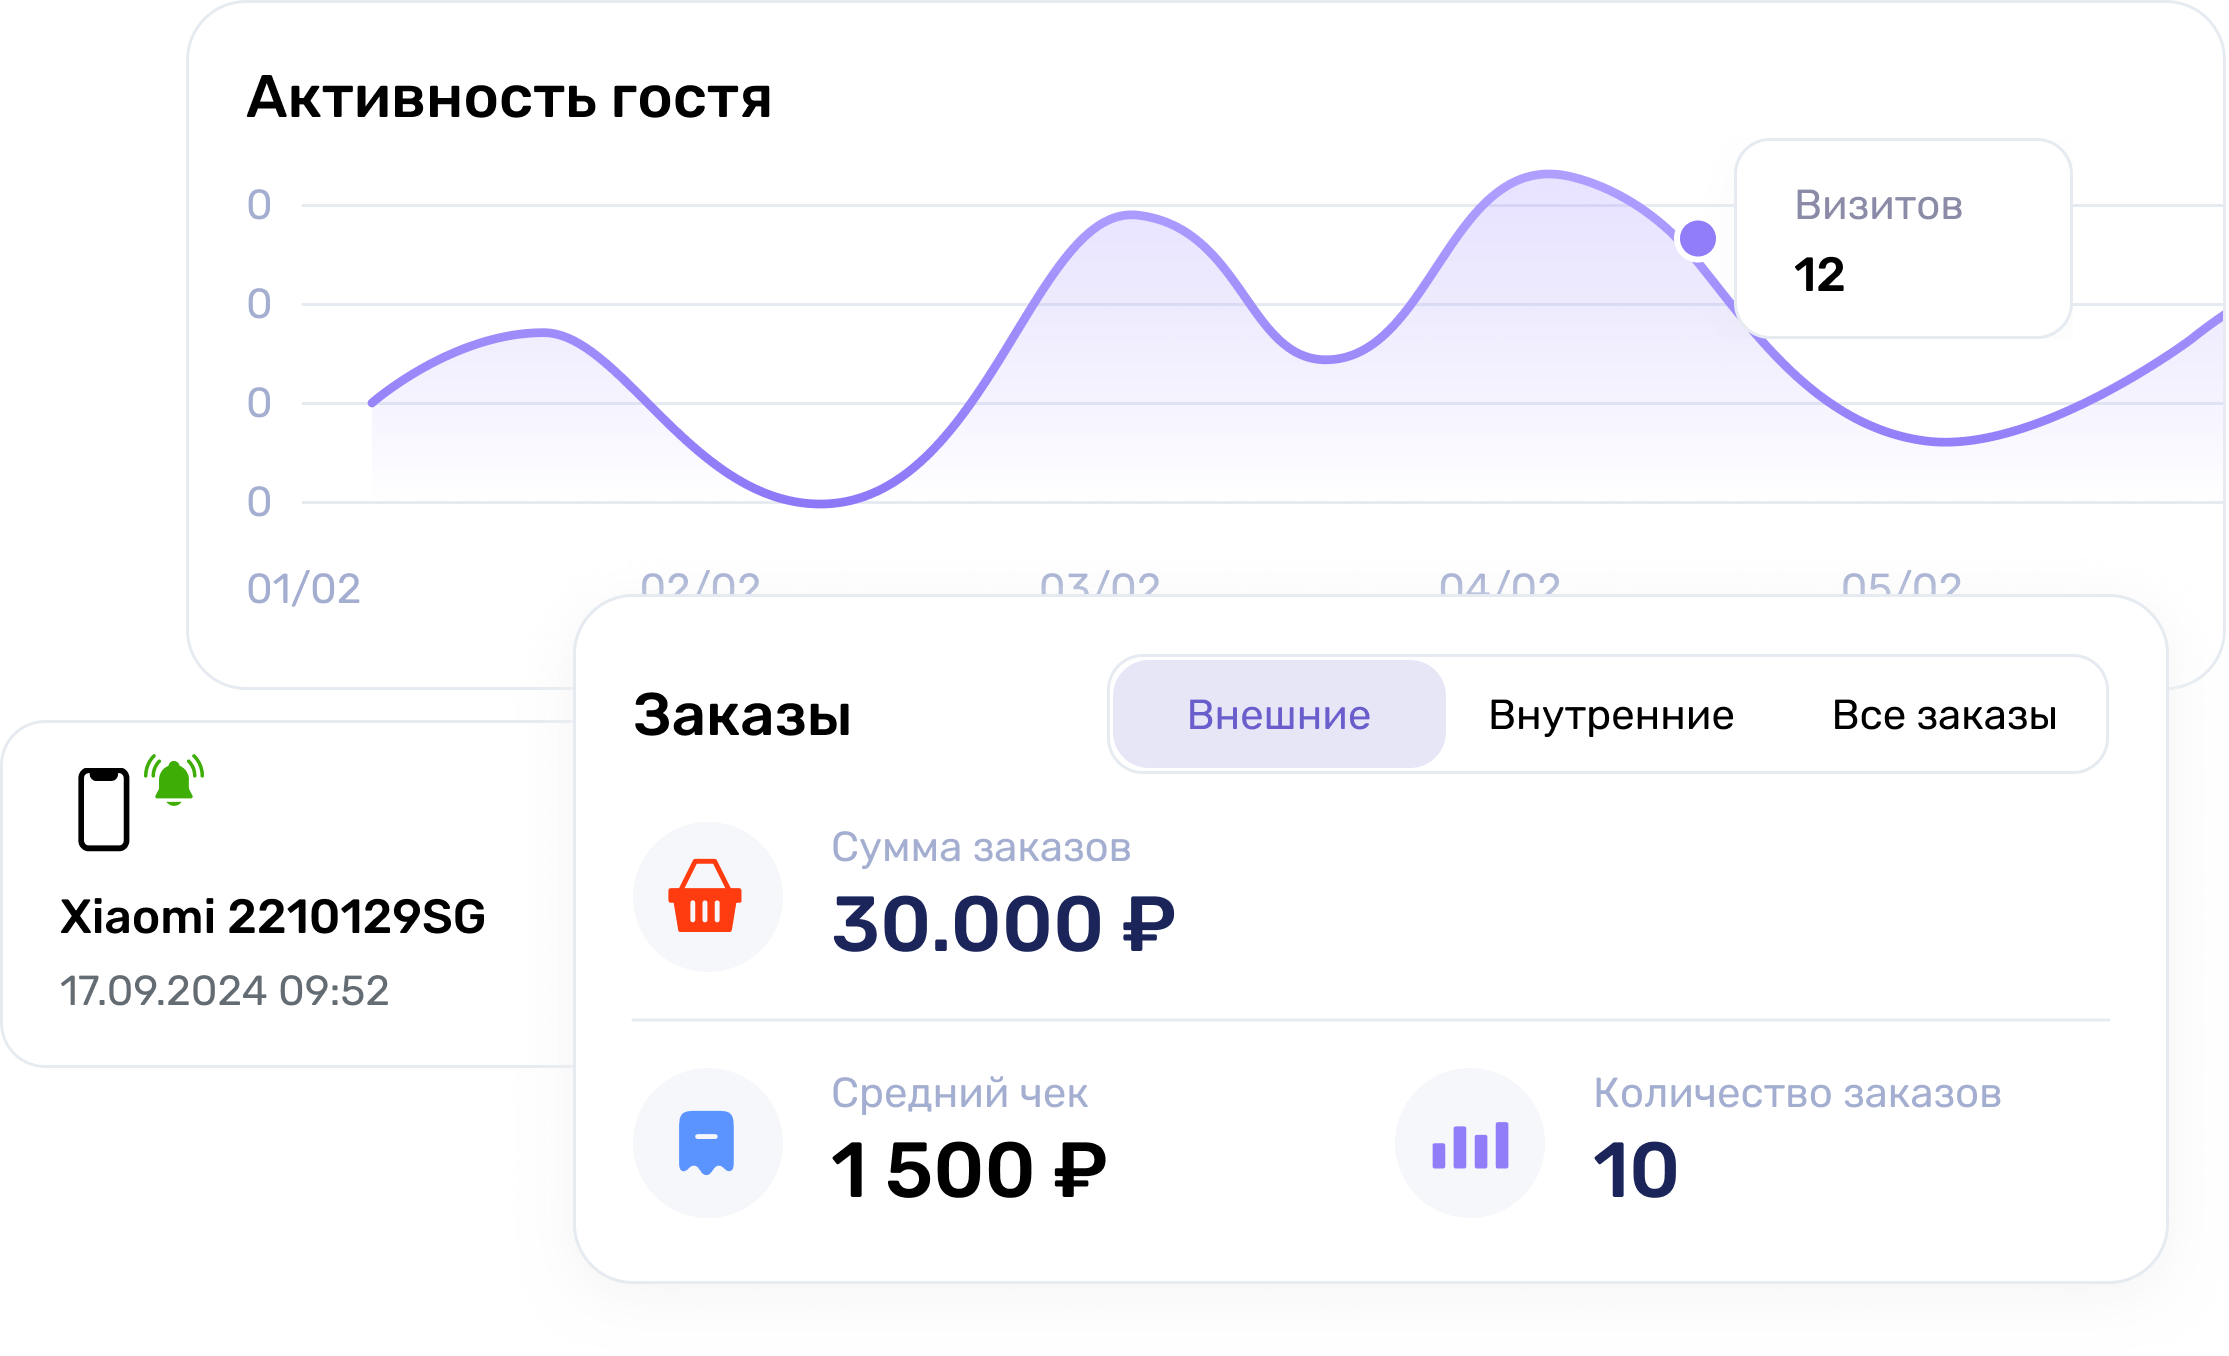 Активность гостя
Визитов
12
0
0
0
0
01/02 02/02 03/02 04/02 05/02
Заказы
Внешние Внутренние Все заказы
Xiaomi 2210129SG
17.09.2024 09:52
Сумма заказов
30.000 ₽
Средний чек
1 500 ₽
Количество заказов
10